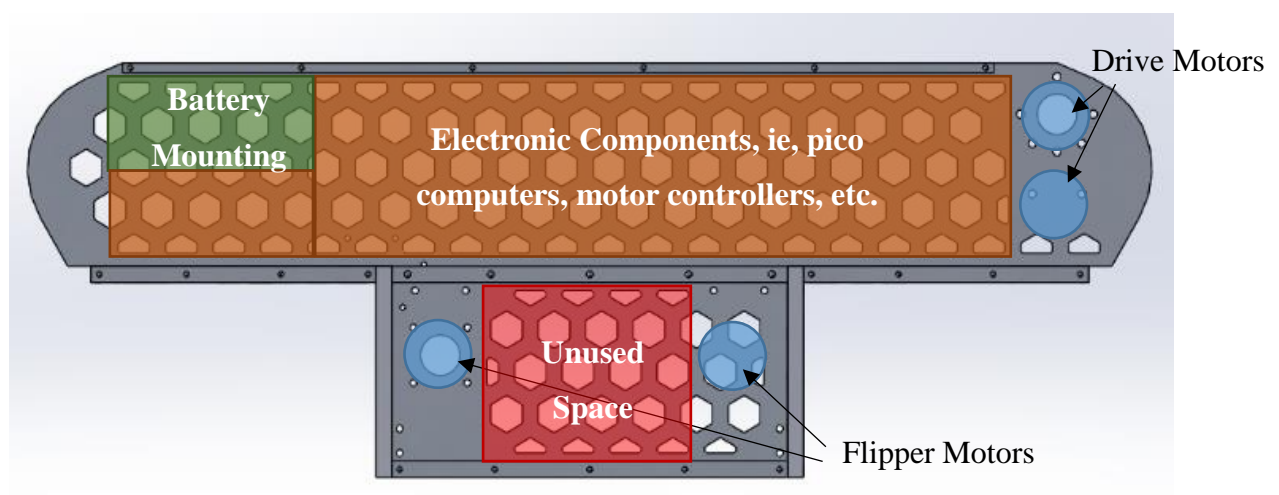 Drive Motors
Battery
Mounting
Electronic Components, ie, pico
computers, motor controllers, etc.
Unused
Space
Flipper Motors